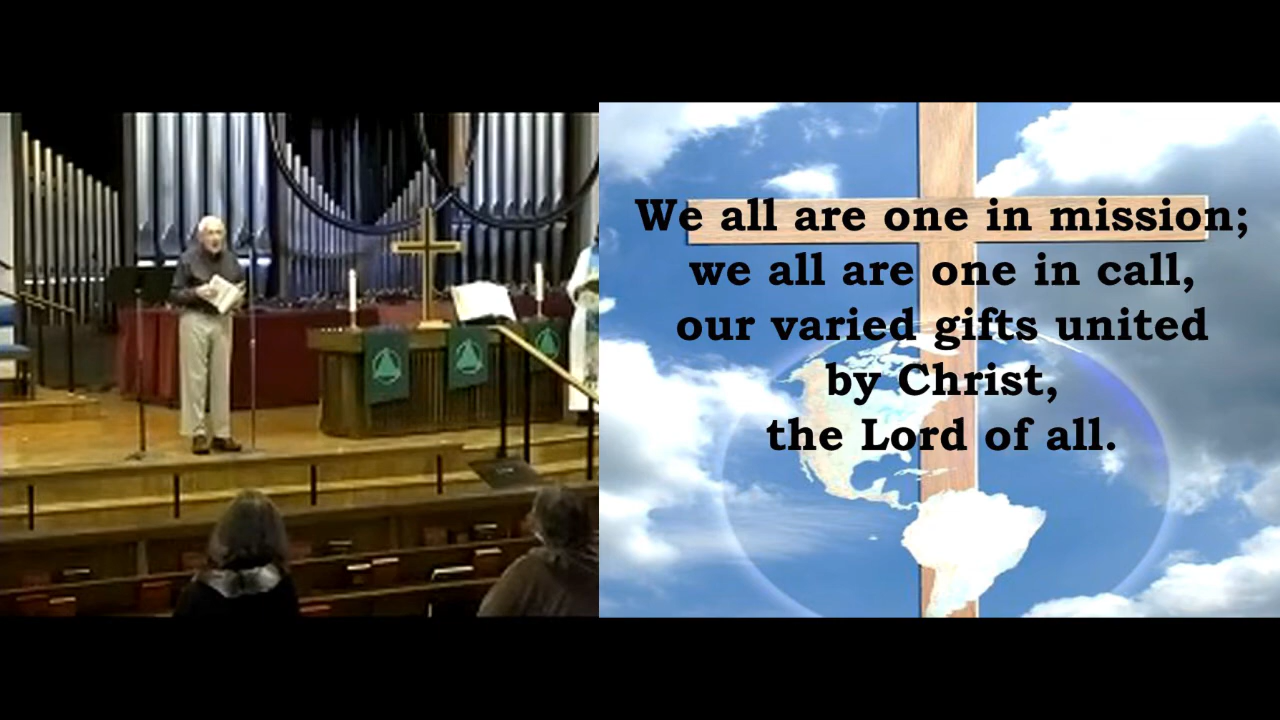 We all are one in mission;
we all are one in call,
our varied gifts united
by Christ,
the Lord of all.